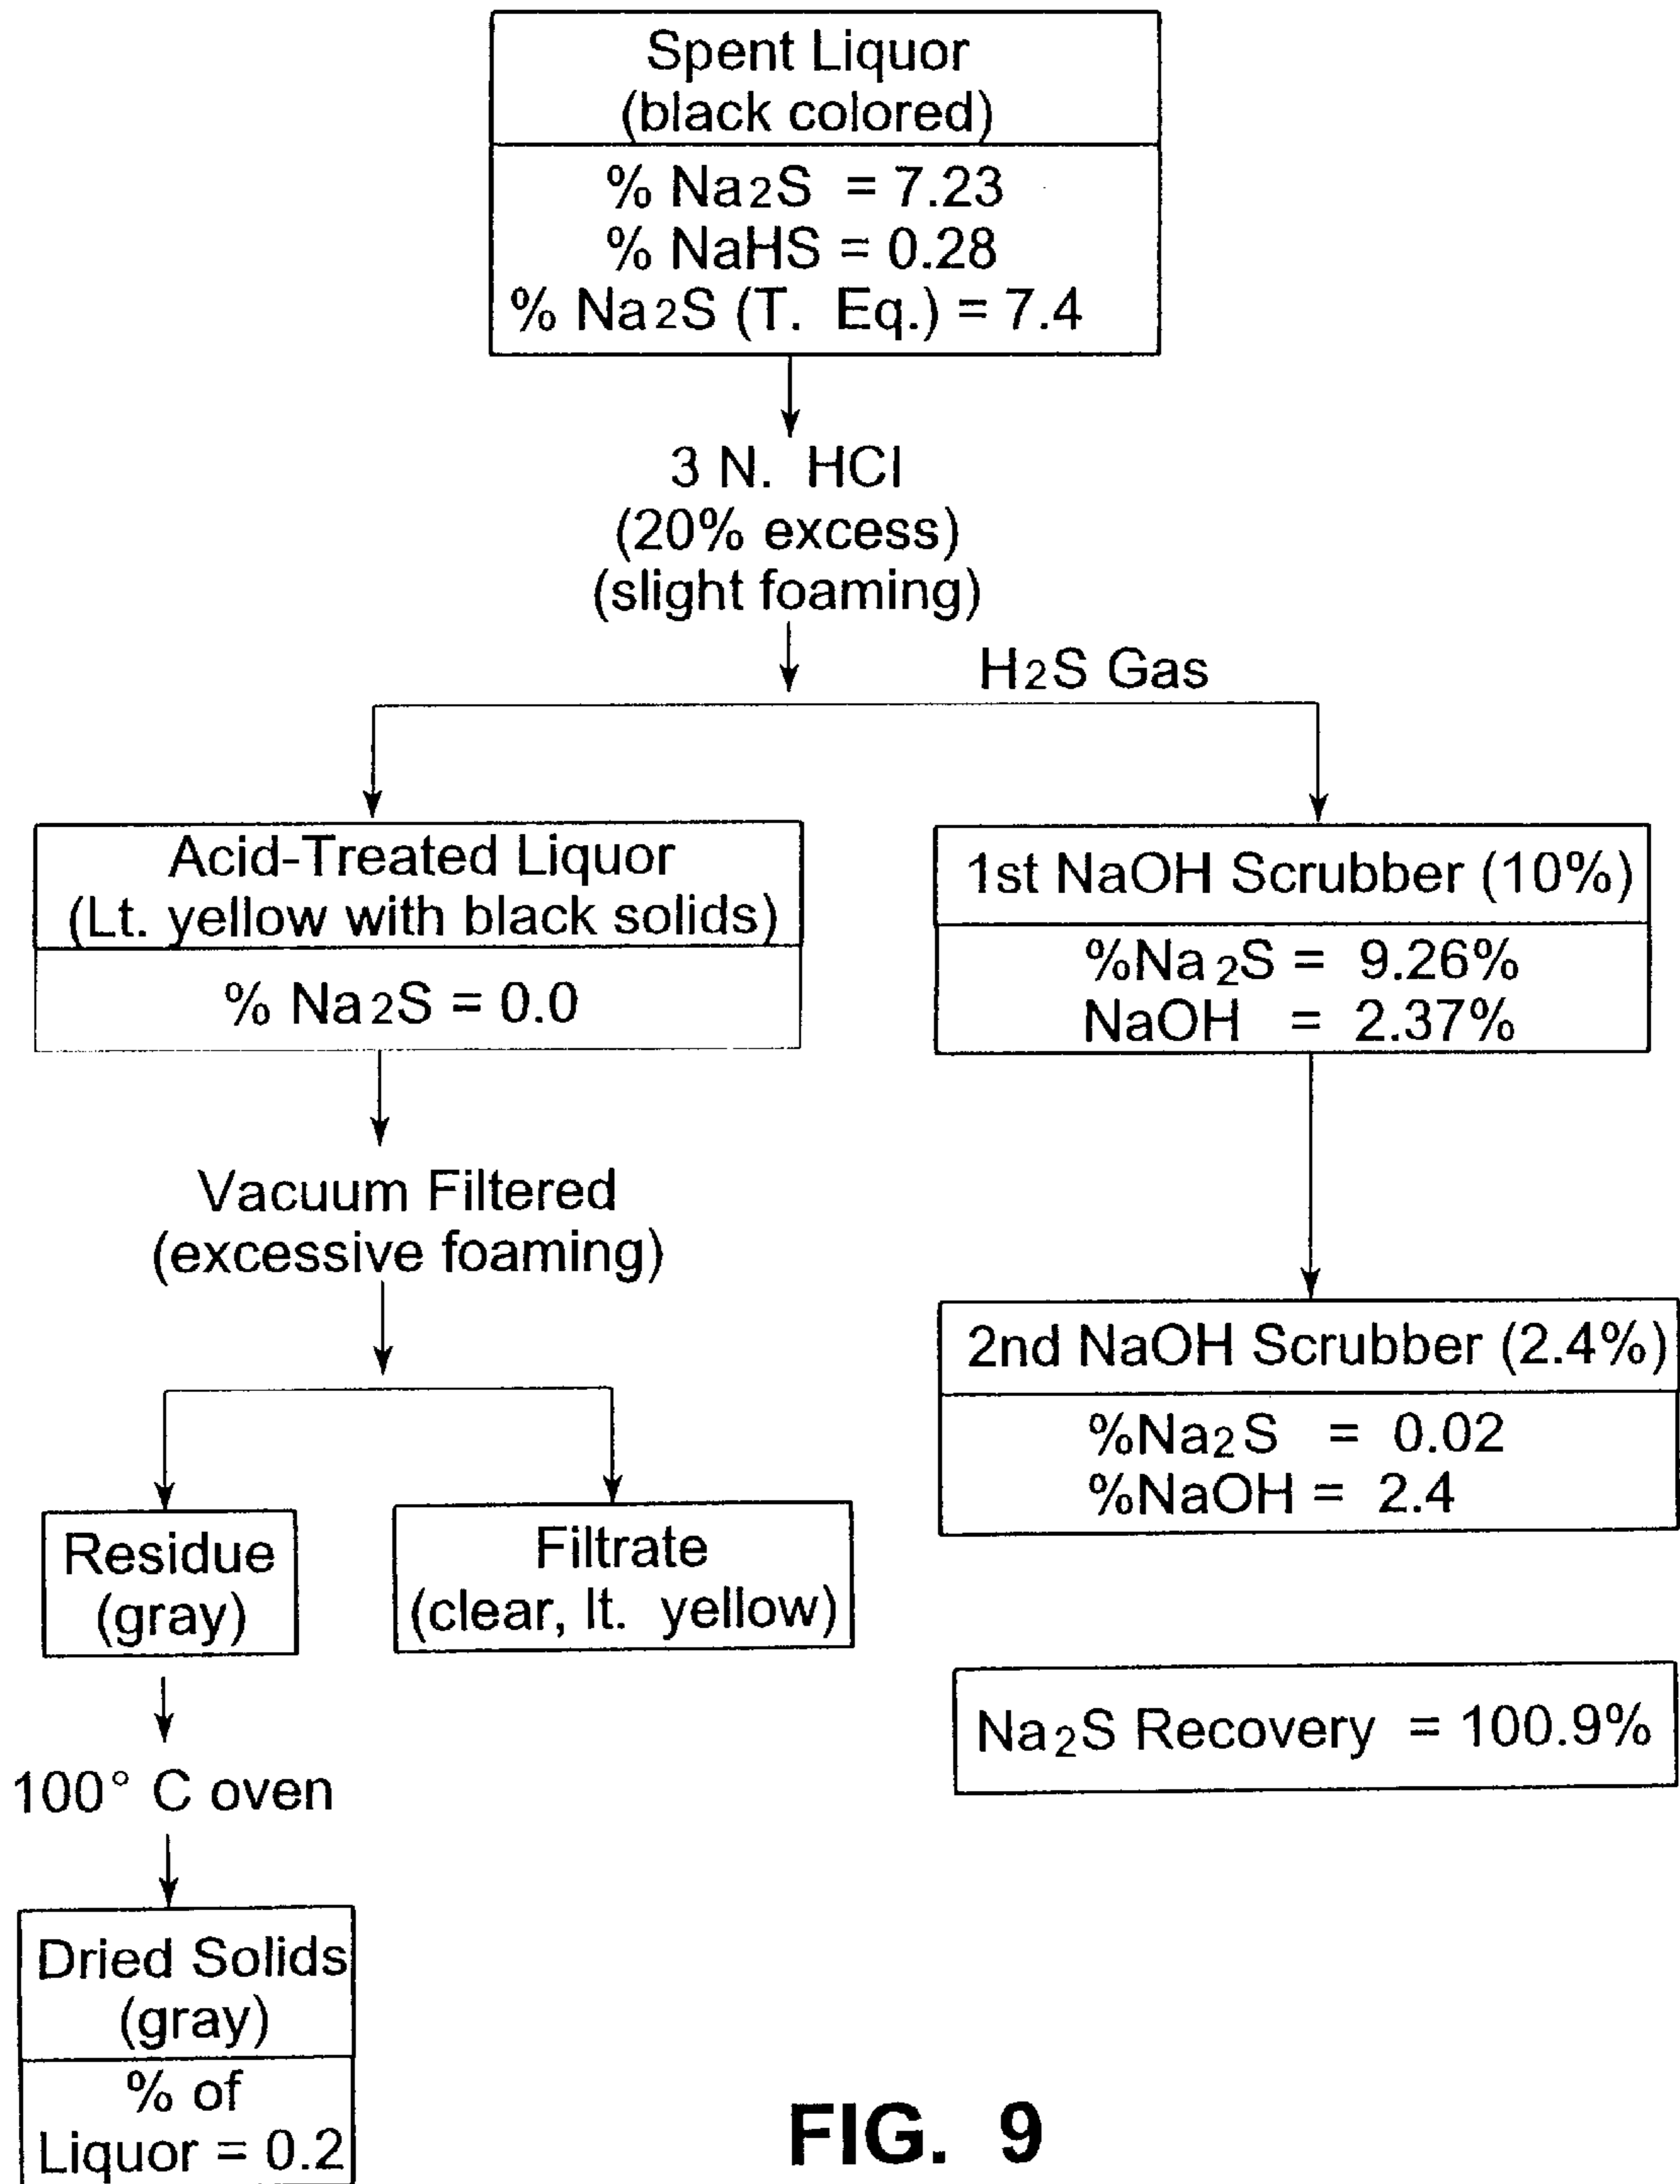 Spent Liquor
(black colored)
% Na2S = 7.23
% NaHS = 0.28
% Na2S (T. Eq.) = 7.4
3 N. HCl
(20% excess)
(slight foaming)
H2S Gas
Acid-Treated Liquor
(Lt. yellow with black solids)
% Na2S = 0.0
1st NaOH Scrubber (10%)
%Na2S = 9.26%
NaOH = 2.37%
Vacuum Filtered
(excessive foaming)
2nd NaOH Scrubber (2.4%)
%Na2S = 0.02
%NaOH = 2.4
Residue
(gray)
Filtrate
(clear, lt. yellow)
Na2S Recovery = 100.9%
100° C oven
Dried Solids
(gray)
% of
Liquor = 0.2
FIG. 9